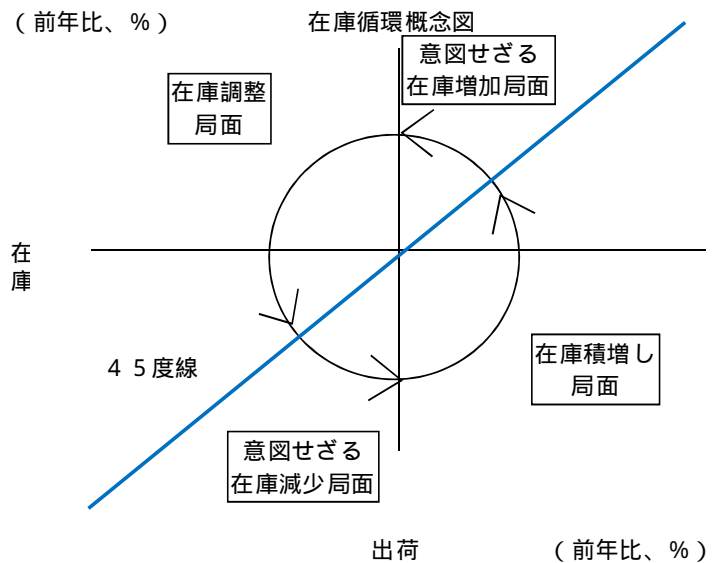 （前年比、％）
在庫循環概念図
意図せざる
在庫増加局面
在庫調整
局面
在
庫
４５度線
在庫積増し
局面
意図せざる
在庫減少局面
出荷
（前年比、％）